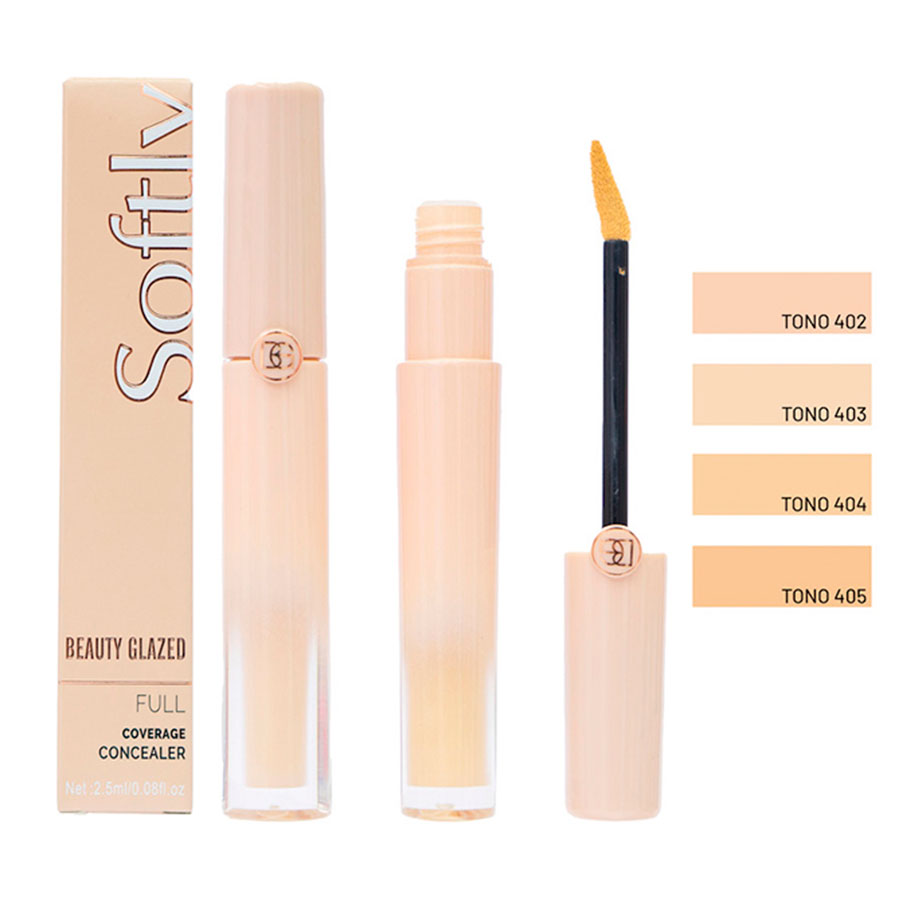 Softly
BEAUTY GLAZED
FULL
COVERAGE
CONCEALER
Net :2.5ml/0.08fl.oz
TONO 402
TONO 403
TONO 404
TONO 405